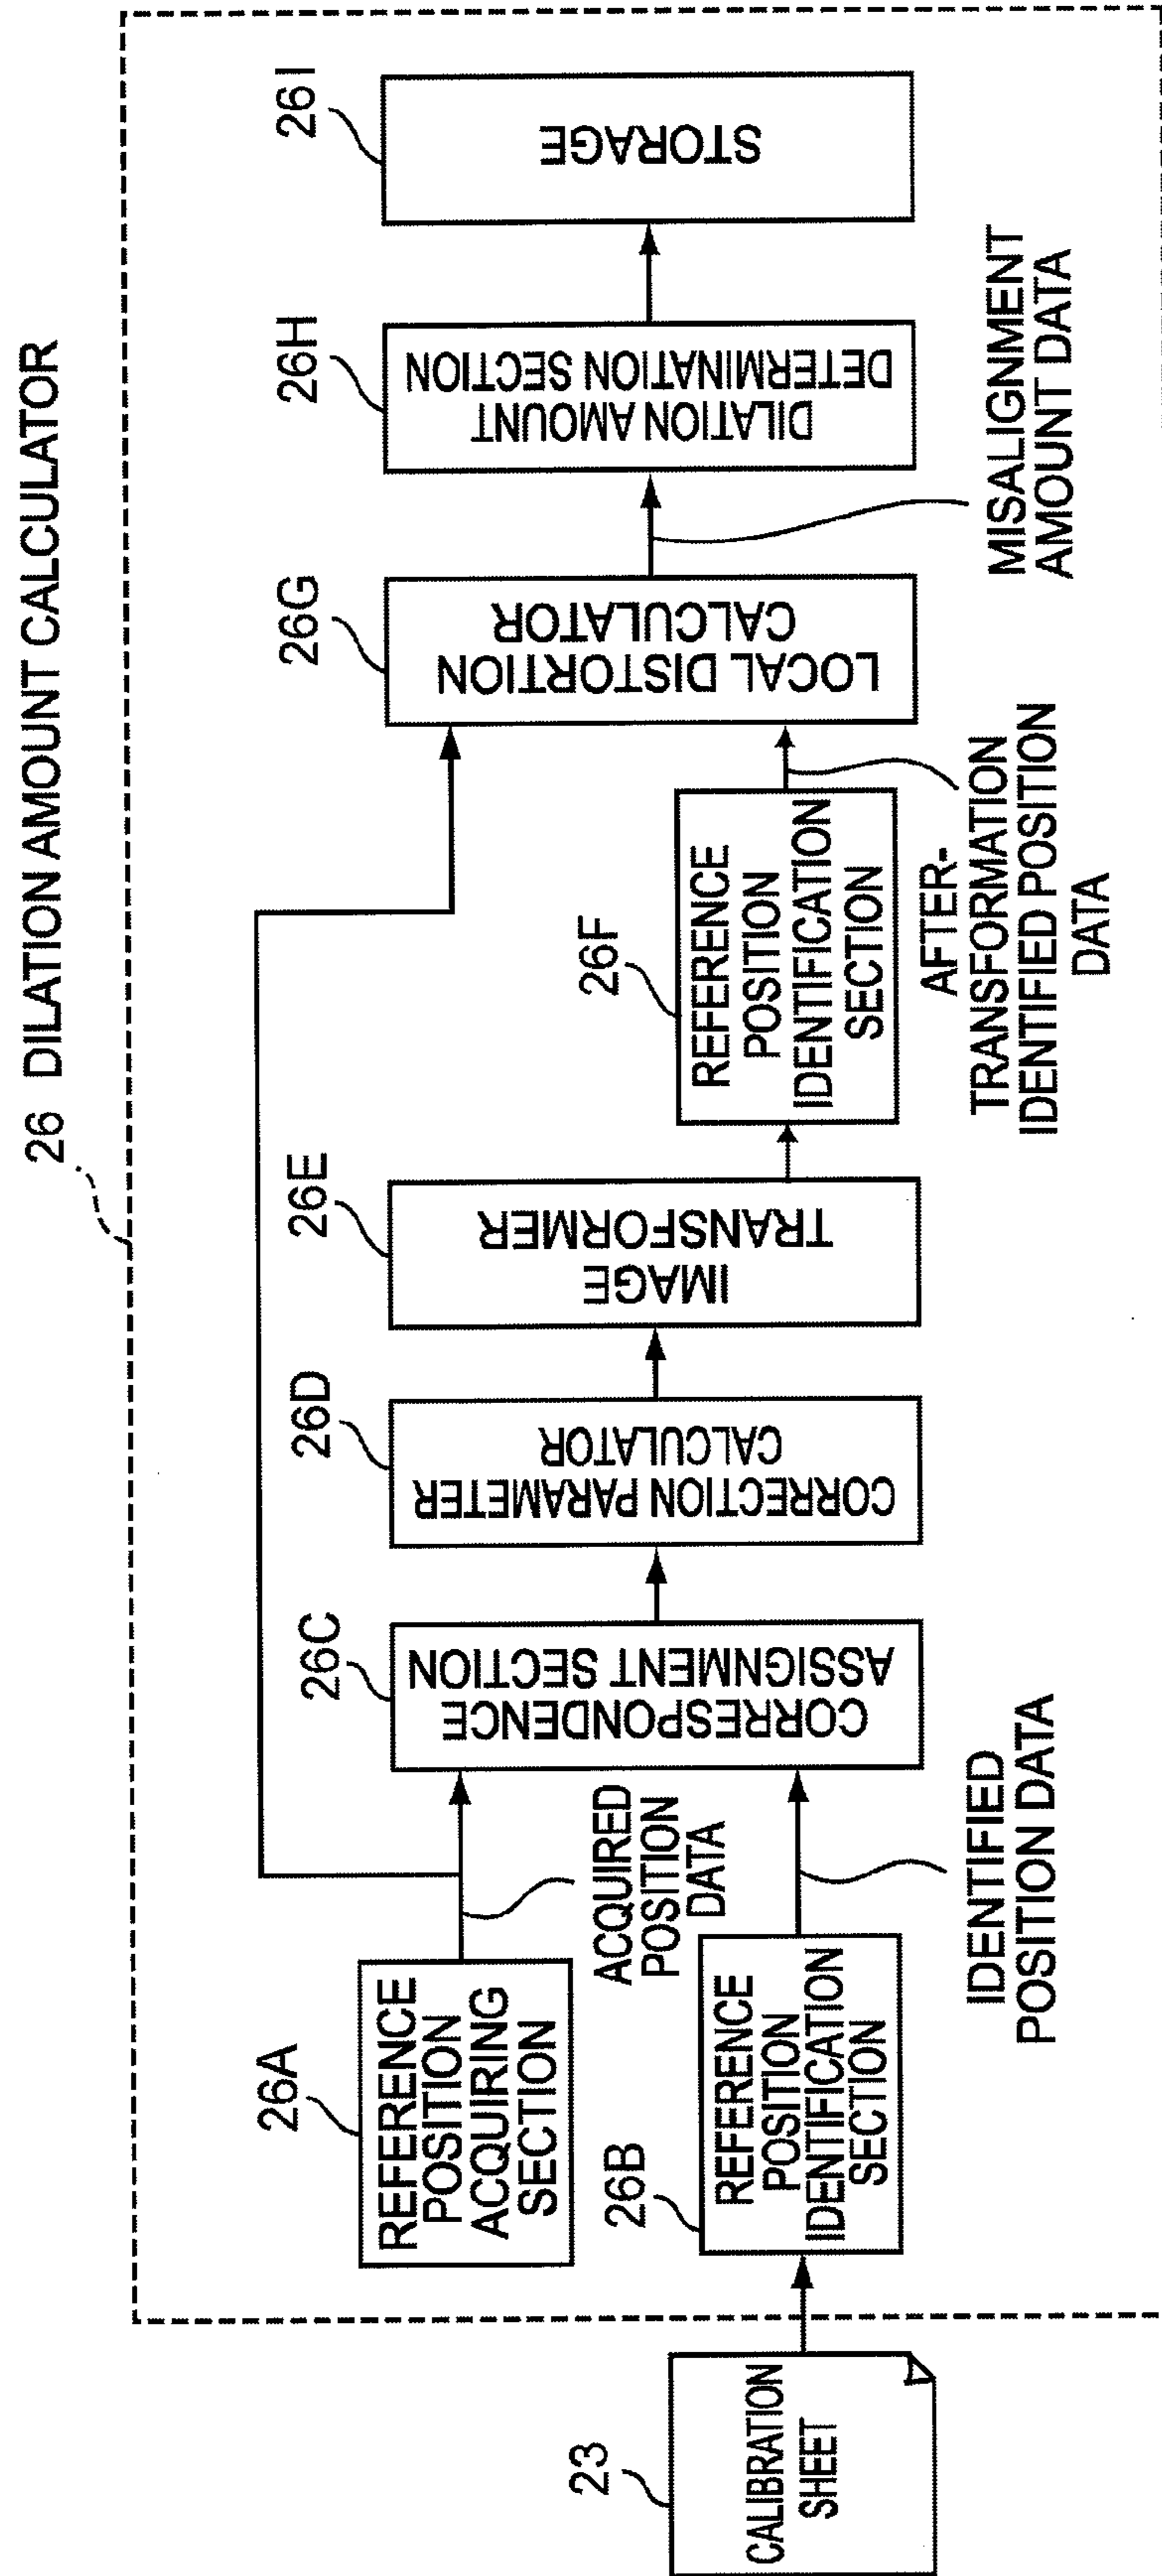 26 DILATION AMOUNT CALCULATOR
23
CALIBRATION
SHEET
26A
REFERENCE
POSITION
ACQUIRING
SECTION
26B
REFERENCE
POSITION
IDENTIFICATION
SECTION
ACQUIRED
POSITION
DATA
IDENTIFIED
POSITION DATA
26C
CORRESPONDENCE
ASSIGNMENT SECTION
26D
CORRECTION PARAMETER
CALCULATOR
26E
IMAGE
TRANSFORMER
26F
REFERENCE
POSITION
IDENTIFICATION
SECTION
AFTER-
TRANSFORMATION
IDENTIFIED POSITION
DATA
26G
LOCAL DISTORTION
CALCULATOR
MISALIGNMENT
AMOUNT DATA
26H
DILATION AMOUNT
DETERMINATION SECTION
26I
STORAGE